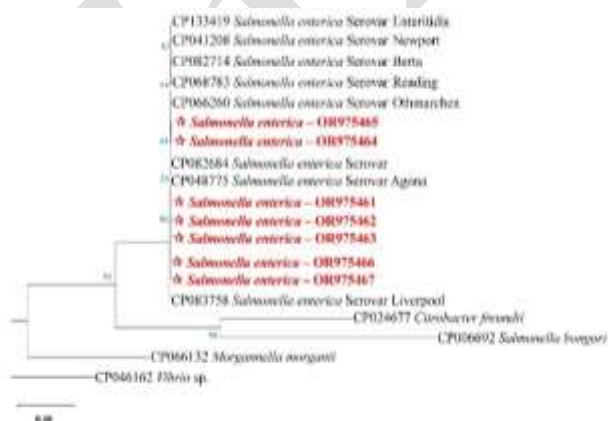 CP133419 Salmonella enterica Serovar Enteritidis
CP041208 Salmonella enterica Serovar Newport
CP082714 Salmonella enterica Serovar Berta
CP068783 Salmonella enterica Serovar Reading
CP066260 Salmonella enterica Serovar Othmarchen
☆ Salmonella enterica – OR975465
☆ Salmonella enterica – OR975464
CP082684 Salmonella enterica Serovar
CP048775 Salmonella enterica Serovar Agona
☆ Salmonella enterica – OR975461
☆ Salmonella enterica – OR975462
☆ Salmonella enterica – OR975463
☆ Salmonella enterica – OR975466
☆ Salmonella enterica – OR975467
CP083758 Salmonella enterica Serovar Liverpool
CP024677 Citrobacter freundii
CP006692 Salmonella bongori
CP066132 Morgannella morganii
CP046162 Vibrio sp.